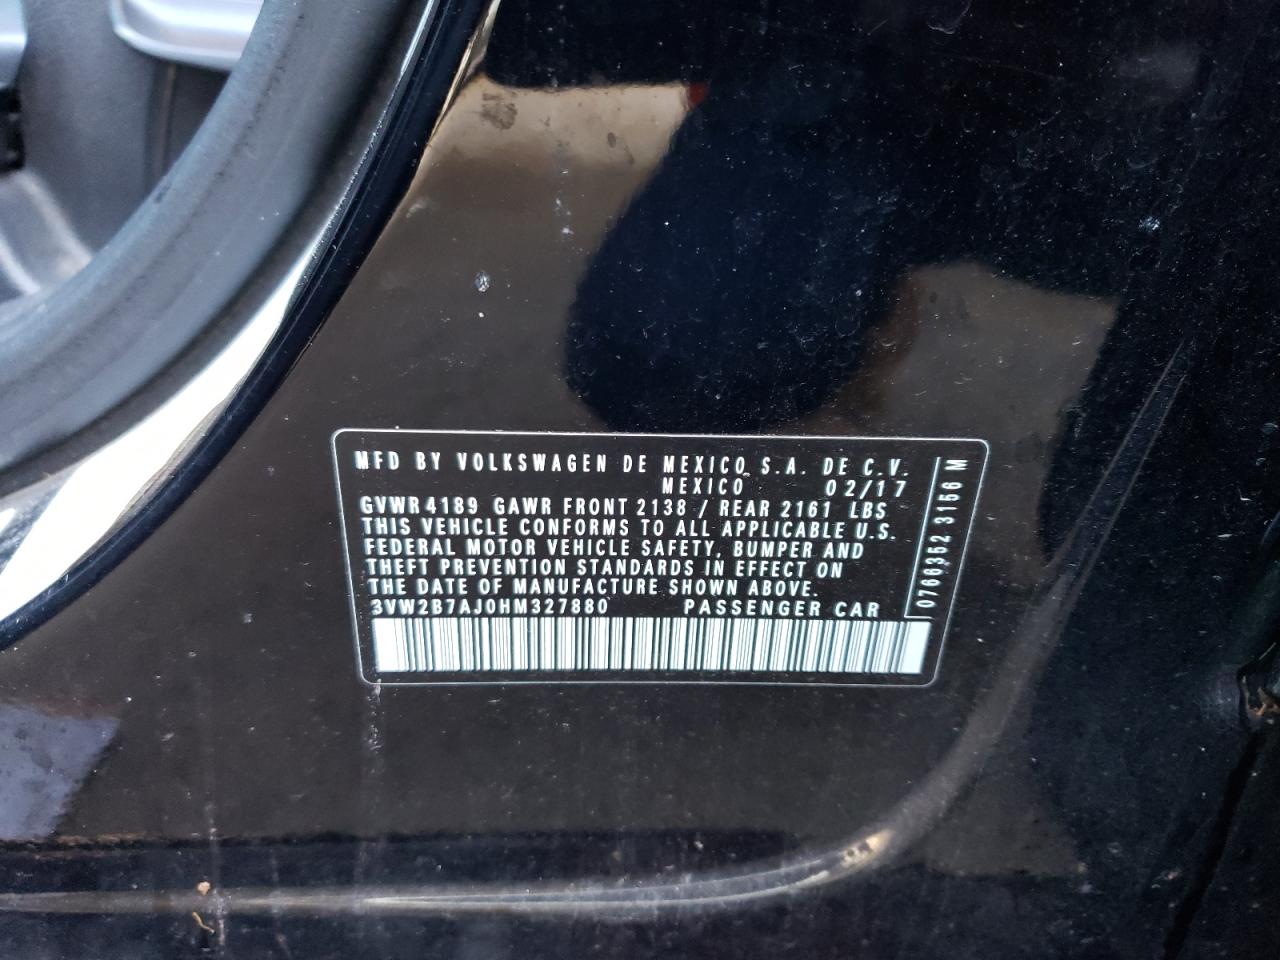 MFD BY VOLKSWAGEN DE MEXICO, S.A. DE C.V.
MEXICO 02/17
GVWR 4189 GAWR FRONT 2138 / REAR 2161 LBS
THIS VEHICLE CONFORMS TO ALL APPLICABLE U.S.
FEDERAL MOTOR VEHICLE SAFETY, BUMPER AND
THEFT PREVENTION STANDARDS IN EFFECT ON
THE DATE OF MANUFACTURE SHOWN ABOVE.
3VW2B7AJ0HM327880 PASSENGER CAR
0766352 3156 M